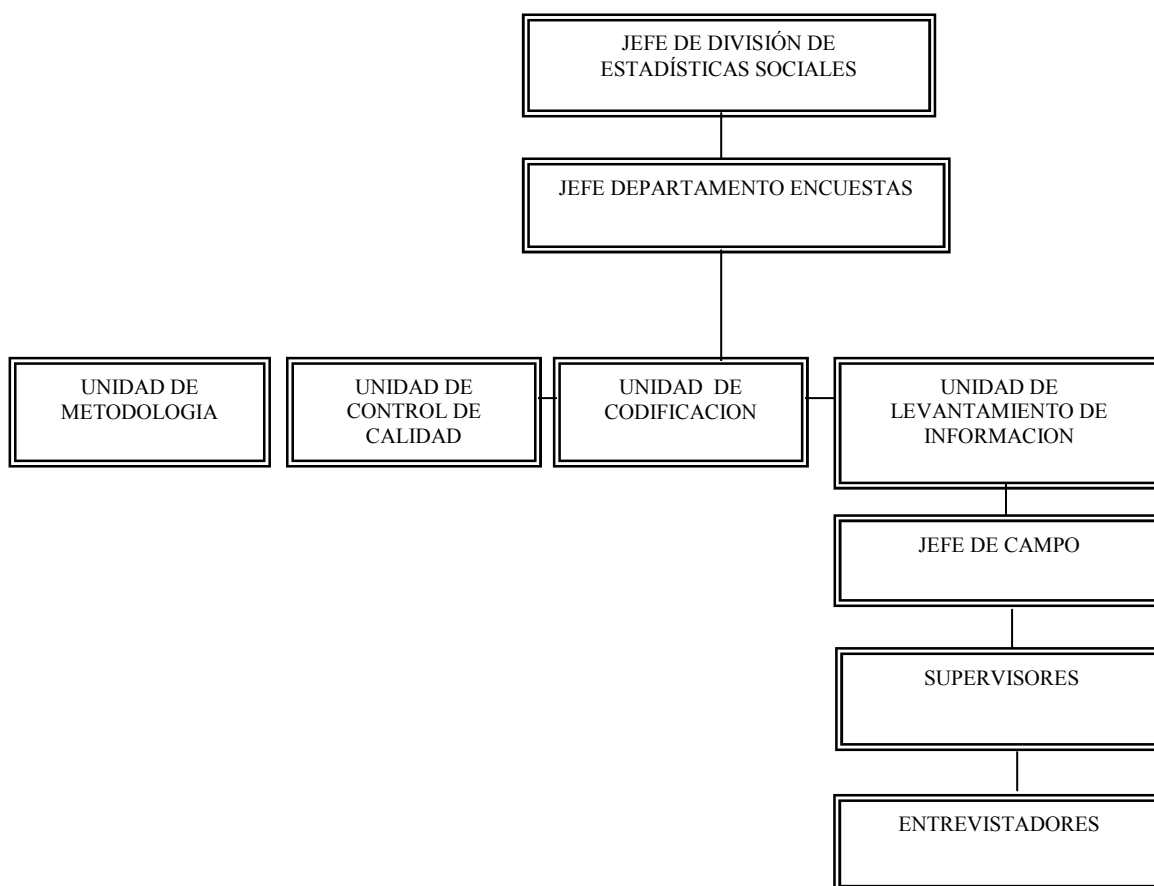 JEFE DE DIVISIÓN DE
ESTADÍSTICAS SOCIALES
JEFE DEPARTAMENTO ENCUESTAS
UNIDAD DE
METODOLOGIA
UNIDAD DE
CONTROL DE
CALIDAD
UNIDAD DE
CODIFICACION
UNIDAD DE
LEVANTAMIENTO DE
INFORMACION
JEFE DE CAMPO
SUPERVISORES
ENTREVISTADORES